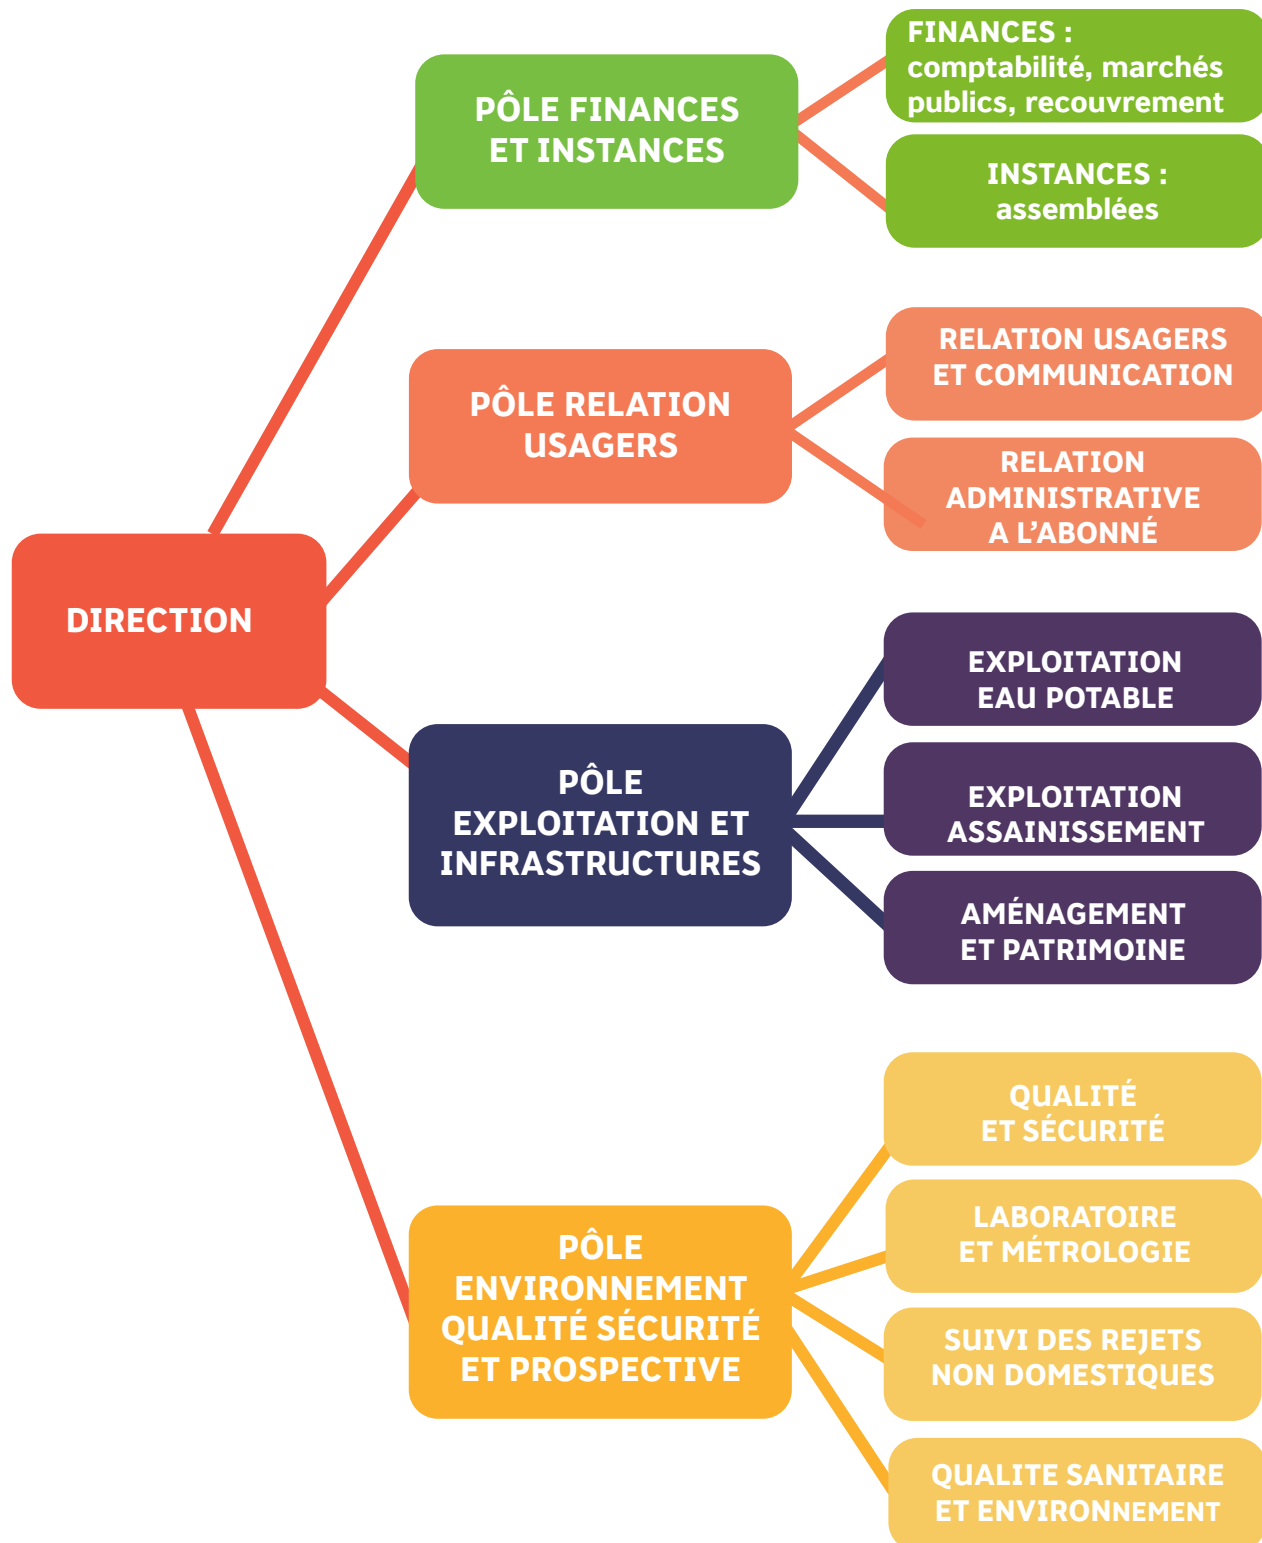 FINANCES :
comptabilité, marchés
publics, recouvrement
PÔLE FINANCES
ET INSTANCES
INSTANCES :
assemblées
RELATION USAGERS
ET COMMUNICATION
PÔLE RELATION
USAGERS
RELATION
ADMINISTRATIVE
A L’ABONNÉ
DIRECTION
EXPLOITATION
EAU POTABLE
PÔLE
EXPLOITATION ET
INFRASTRUCTURES
EXPLOITATION
ASSAINISSEMENT
AMÉNAGEMENT
ET PATRIMOINE
QUALITÉ
ET SÉCURITÉ
LABORATOIRE
ET MÉTROLOGIE
PÔLE
ENVIRONNEMENT
QUALITÉ SÉCURITÉ
ET PROSPECTIVE
SUIVI DES REJETS
NON DOMESTIQUES
QUALITE SANITAIRE
ET ENVIRONNEMENT